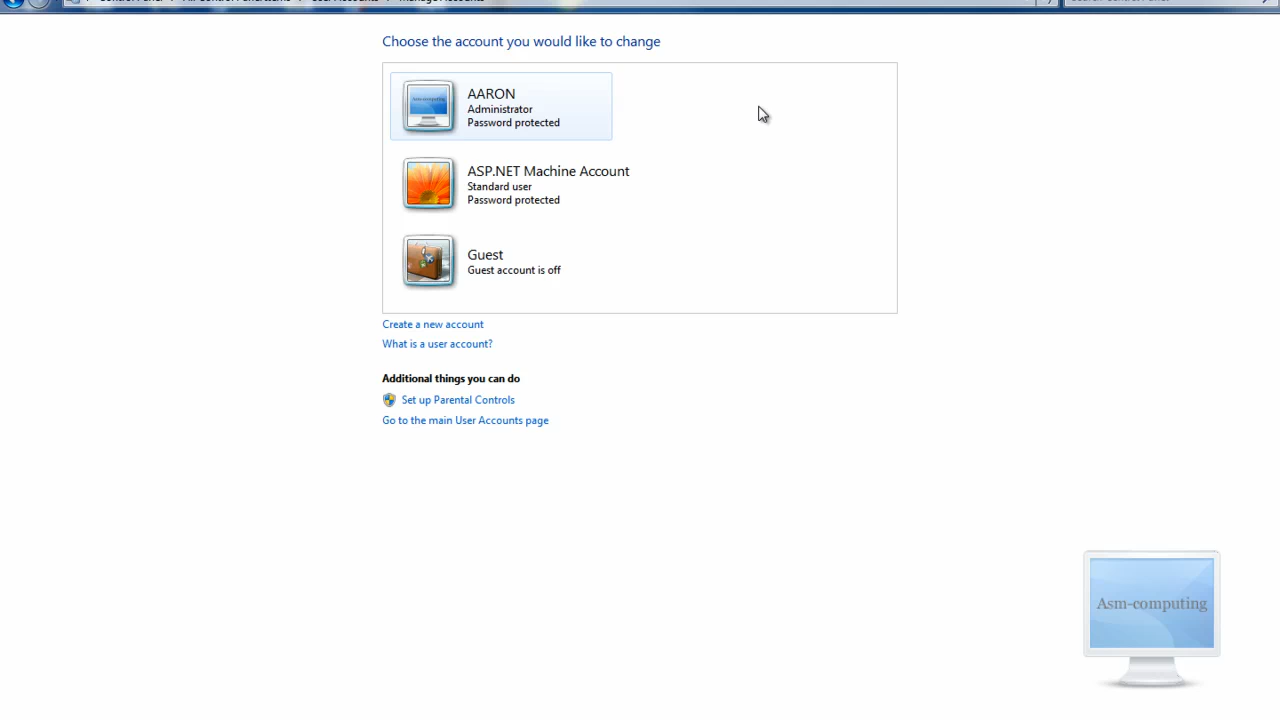 Choose the account you would like to change
AARON
Administrator
Password protected
ASP.NET Machine Account
Standard user
Password protected
Guest
Guest account is off
Create a new account
What is a user account?
Additional things you can do
Set up Parental Controls
Go to the main User Accounts page
Asm-computing